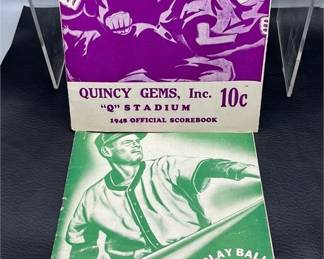 QUINCY GEMS, Inc. 10c
"Q" STADIUM
1948 OFFICIAL SCOREBOOK
PLAY BALL